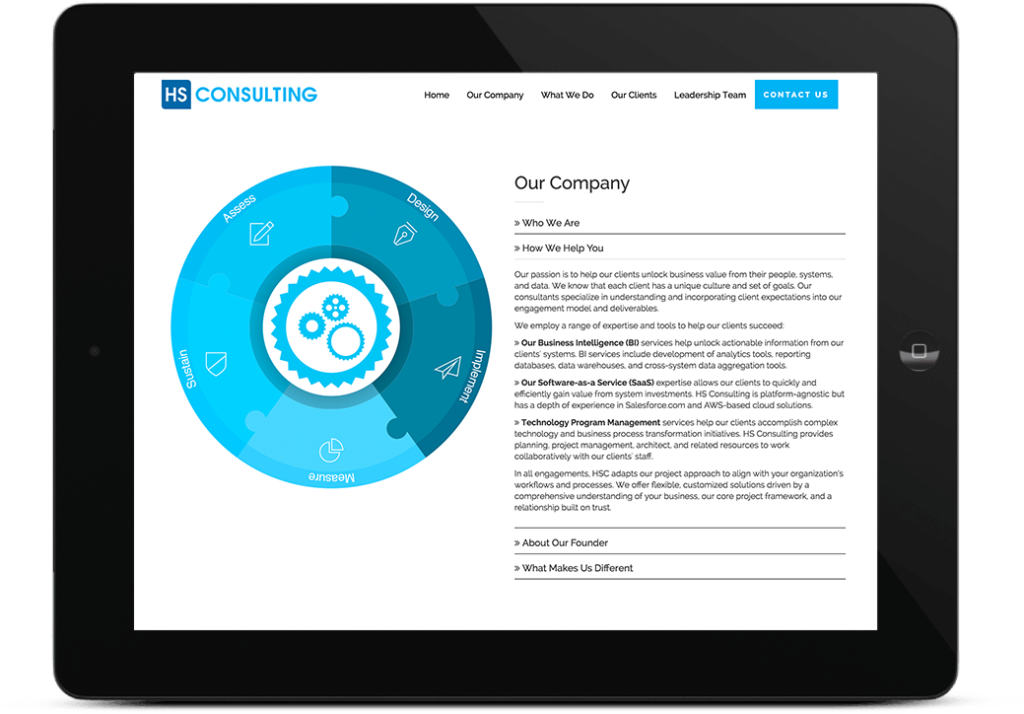 HS CONSULTING
Home Our Company What We Do Our Clients Leadership Team CONTACT US
Assess
Design
Implement
Measure
Sustain
Our Company
» Who We Are
» How We Help You
Our passion is to help our clients unlock business value from their people, systems,
and data. We know that each client has a unique culture and set of goals. Our
consultants specialize in understanding and incorporating client expectations into our
engagement model and deliverables.
We employ a range of expertise and tools to help our clients succeed:
» Our Business Intelligence (BI) services help unlock actionable information from our
clients' systems. BI services include development of analytics tools, reporting
databases, data warehouses, and cross-system data aggregation tools.
» Our Software-as-a Service (SaaS) expertise allows our clients to quickly and
efficiently gain value from system investments. HS Consulting is platform-agnostic but
has a depth of experience in Salesforce.com and AWS-based cloud solutions.
» Technology Program Management services help our clients accomplish complex
technology and business process transformation initiatives. HS Consulting provides
planning, project management, architect, and related resources to work
collaboratively with our clients' staff.
In all engagements, HSC adapts our project approach to align with your organization's
workflows and processes. We offer flexible, customized solutions driven by a
comprehensive understanding of your business, our core project framework, and a
relationship built on trust.
» About Our Founder
» What Makes Us Different